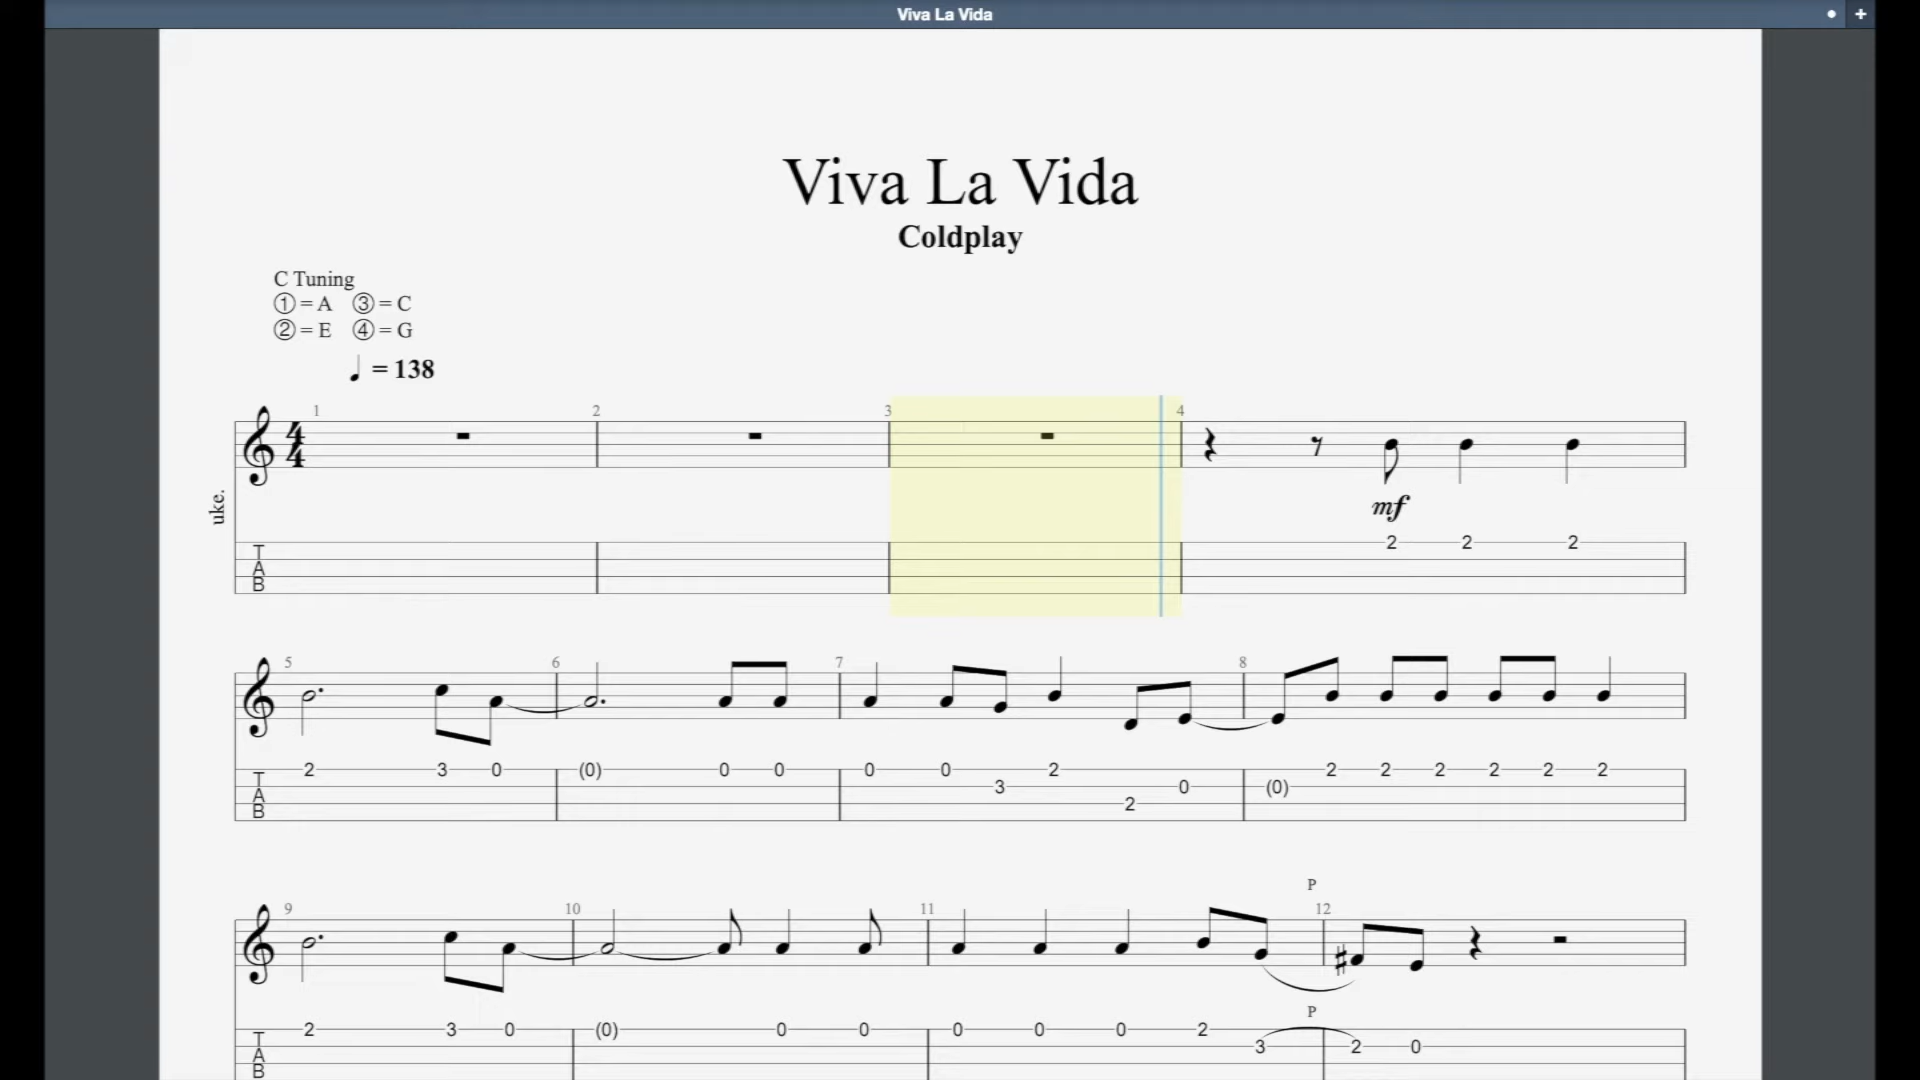 Viva La Vida
Viva La Vida
Coldplay
C Tuning
① = A ③ = C
② = E ④ = G
♩ = 138
1 2 3 4
4
4
uke.
mf
T
A
B
2 2 2
5 6 7 8
T
A
B
2 3 0 (0) 0 0 0 0 3 2 2 0 (0) 2 2 2 2 2 2
P
9 10 11 12
P
T
A
B
2 3 0 (0) 0 0 0 0 0 2 3 2 0